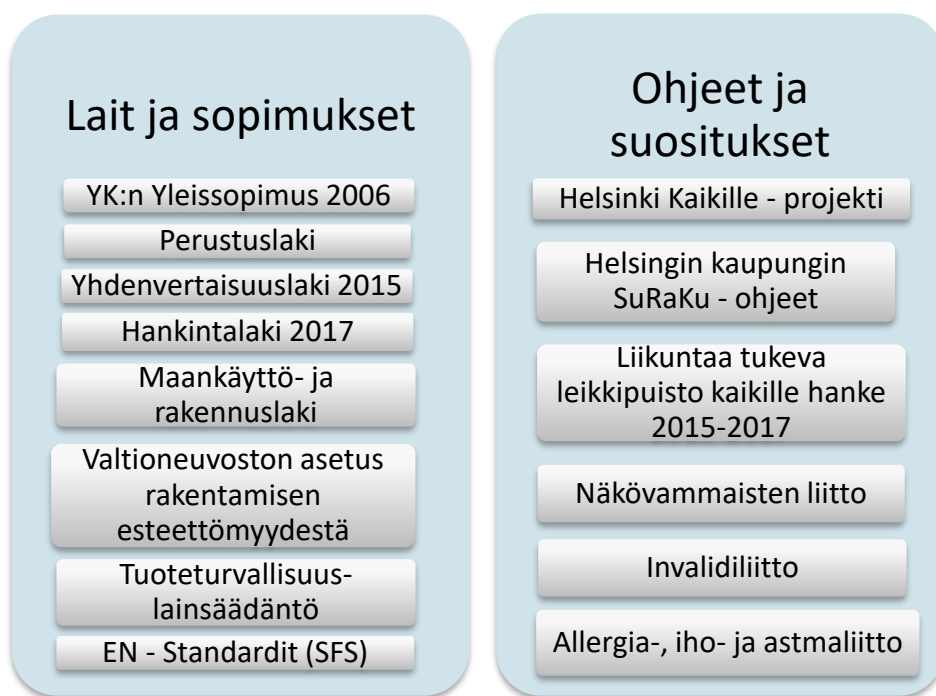 Lait ja sopimukset
YK:n Yleissopimus 2006
Perustuslaki
Yhdenvertaisuuslaki 2015
Hankintalaki 2017
Maankäyttö- ja
rakennuslaki
Valtioneuvoston asetus
rakentamisen
esteettömyydestä
Tuoteturvallisuus-
lainsäädäntö
EN - Standardit (SFS)
Ohjeet ja
suositukset
Helsinki Kaikille - projekti
Helsingin kaupungin
SuRaKu - ohjeet
Liikuntaa tukeva
leikkipuisto kaikille hanke
2015-2017
Näkövammaisten liitto
Invalidiliitto
Allergia-, iho- ja astmaliitto